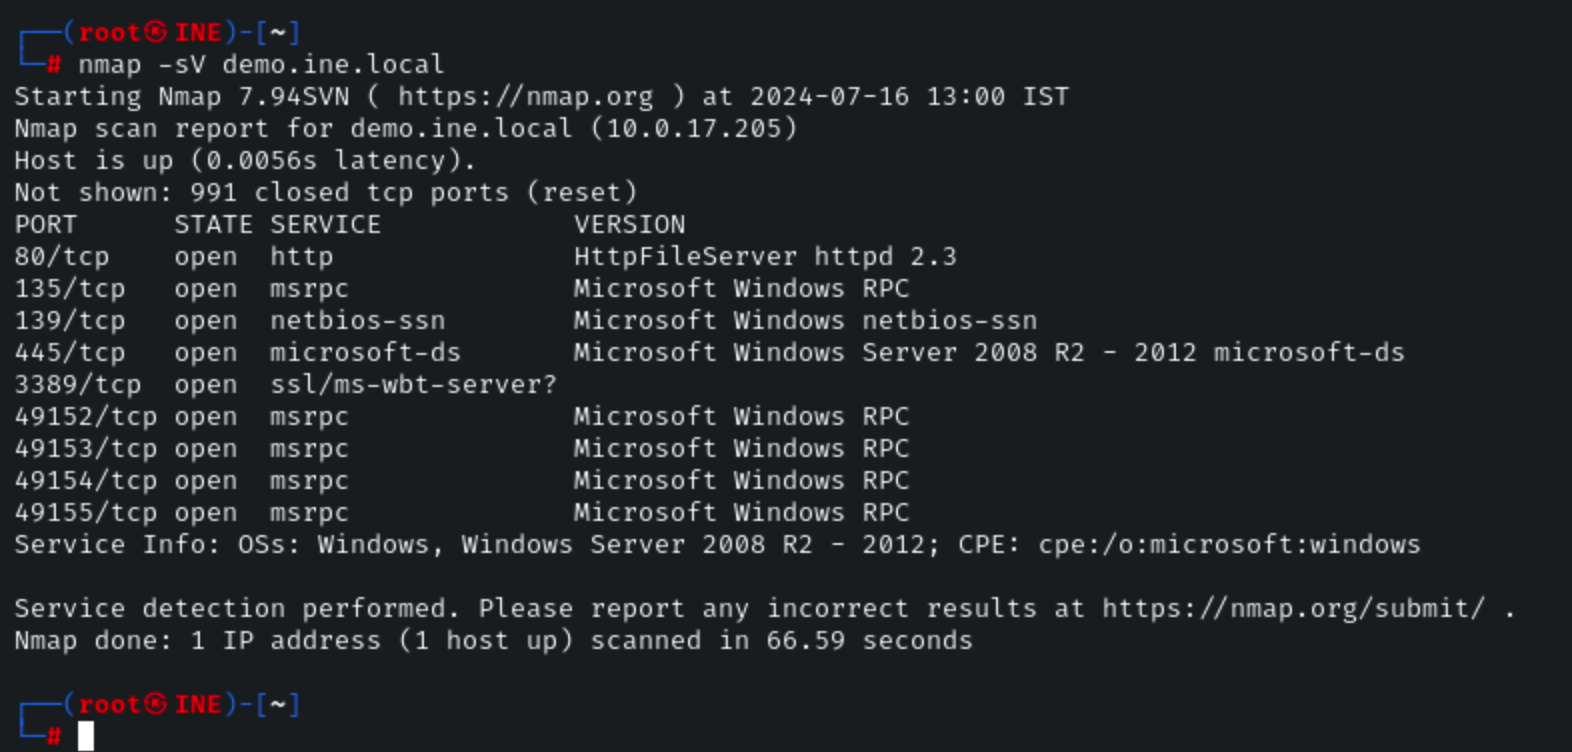 ┌──(root㉿INE)-[~]
└─# nmap -sV demo.ine.local
Starting Nmap 7.94SVN ( https://nmap.org ) at 2024-07-16 13:00 IST
Nmap scan report for demo.ine.local (10.0.17.205)
Host is up (0.0056s latency).
Not shown: 991 closed tcp ports (reset)
PORT      STATE SERVICE            VERSION
80/tcp    open  http               HttpFileServer httpd 2.3
135/tcp   open  msrpc              Microsoft Windows RPC
139/tcp   open  netbios-ssn        Microsoft Windows netbios-ssn
445/tcp   open  microsoft-ds       Microsoft Windows Server 2008 R2 - 2012 microsoft-ds
3389/tcp  open  ssl/ms-wbt-server?
49152/tcp open  msrpc              Microsoft Windows RPC
49153/tcp open  msrpc              Microsoft Windows RPC
49154/tcp open  msrpc              Microsoft Windows RPC
49155/tcp open  msrpc              Microsoft Windows RPC
Service Info: OSs: Windows, Windows Server 2008 R2 - 2012; CPE: cpe:/o:microsoft:windows
Service detection performed. Please report any incorrect results at https://nmap.org/submit/ .
Nmap done: 1 IP address (1 host up) scanned in 66.59 seconds
┌──(root㉿INE)-[~]
└─#